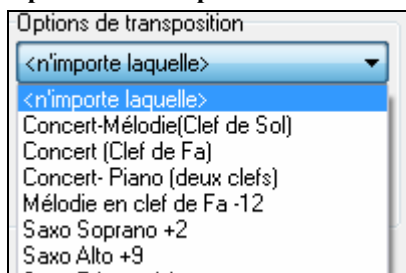 Options de transposition
<n'importe laquelle>
<n'importe laquelle>
Concert-Mélodie(Clef de Sol)
Concert (Clef de Fa)
Concert- Piano (deux clefs)
Mélodie en clef de Fa -12
Saxo Soprano +2
Saxo Alto +9